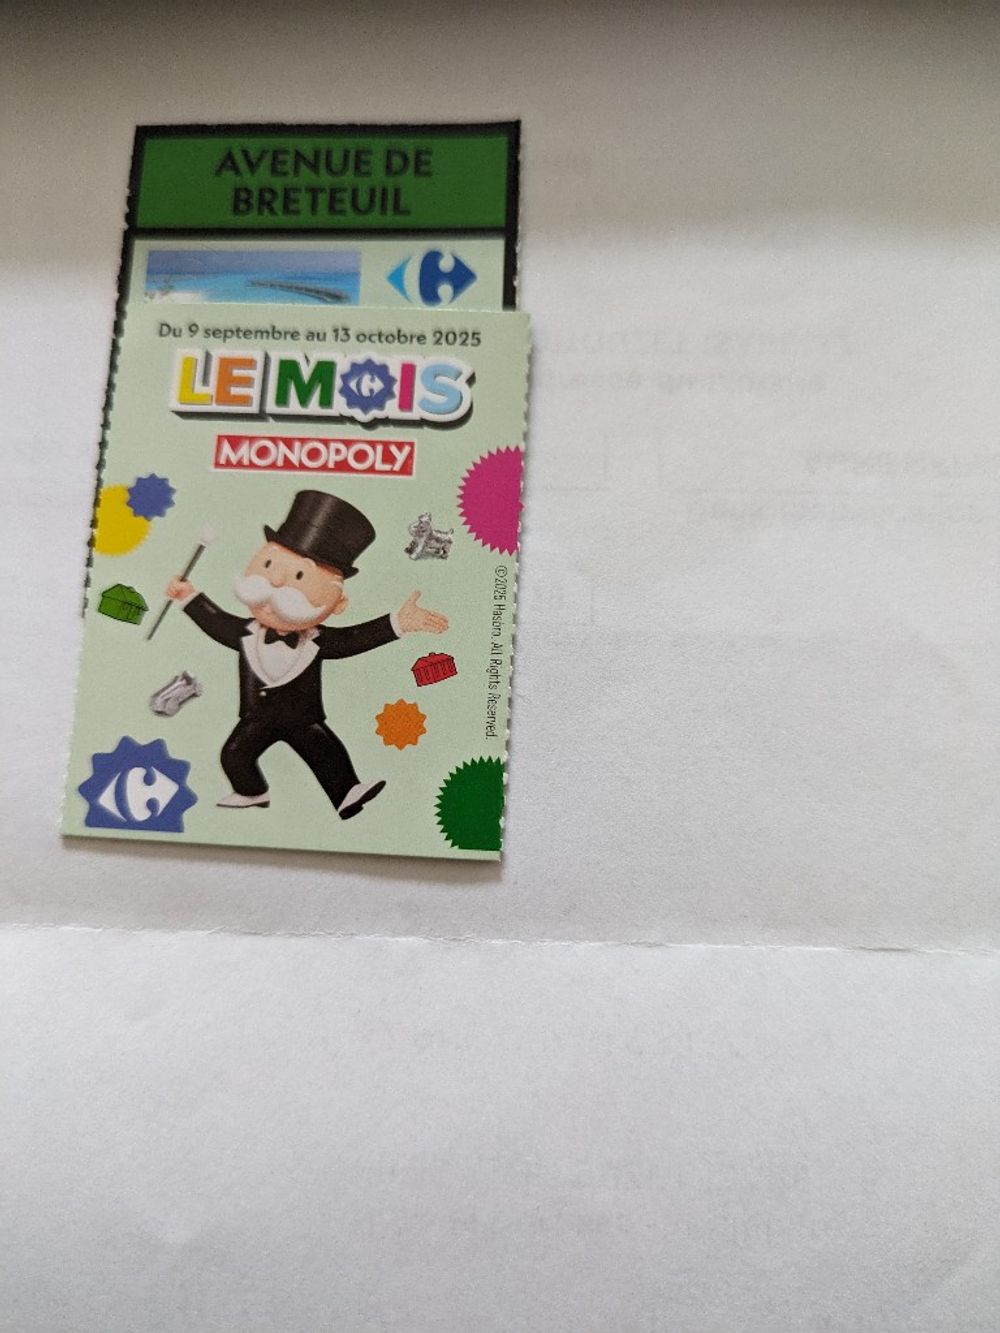 AVENUE DE
BRETEUIL
Du 9 septembre au 13 octobre 2025
LE MOIS
MONOPOLY
©2025 Hasbro. All Rights Reserved.